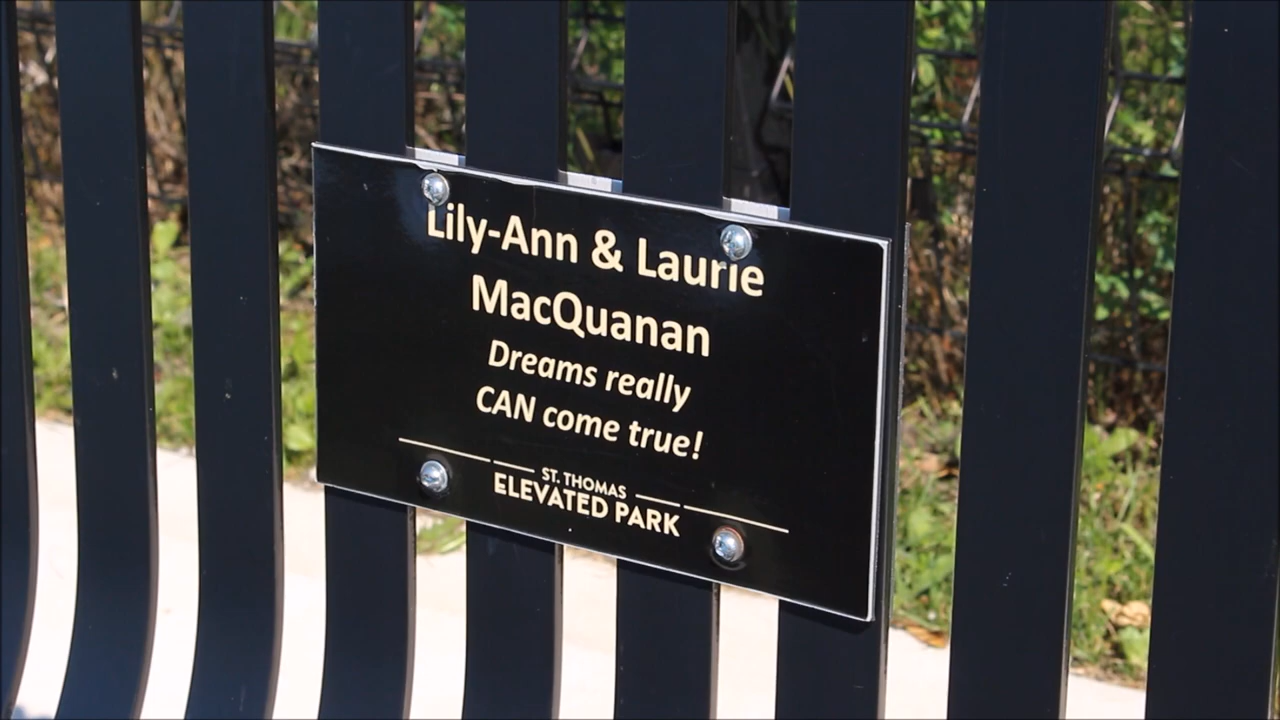 Lily-Ann & Laurie
MacQuanan
Dreams really
CAN come true!
ST. THOMAS
ELEVATED PARK